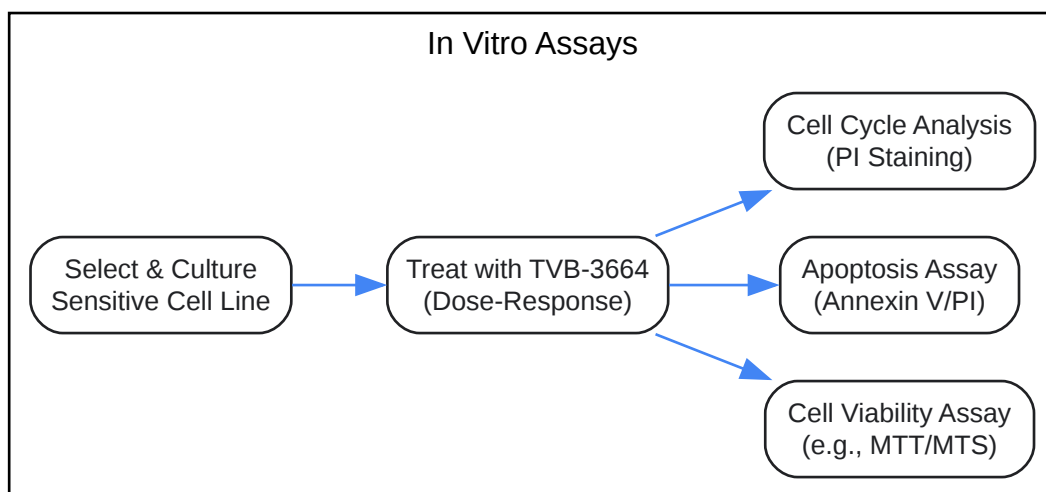 In Vitro Assays
Cell Cycle Analysis
(PI Staining)
Select & Culture
Sensitive Cell Line
Treat with TVB-3664
(Dose-Response)
Apoptosis Assay
(Annexin V/PI)
Cell Viability Assay
(e.g., MTT/MTS)